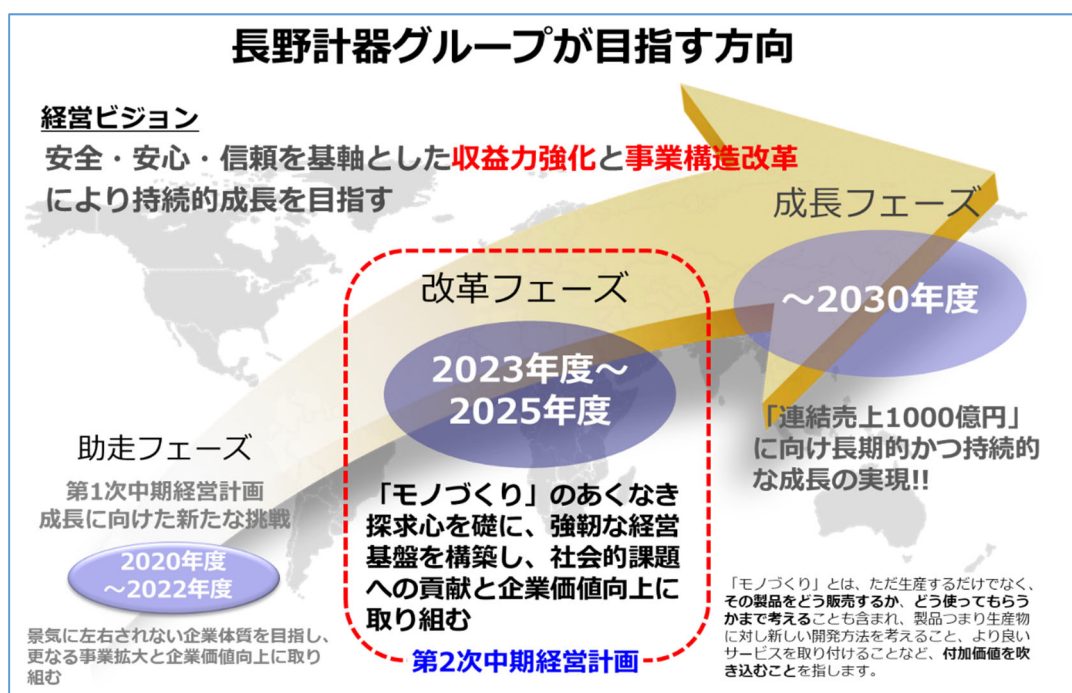 長野計器グループが目指す方向
経営ビジョン
安全・安心・信頼を基軸とした収益力強化と事業構造改革
により持続的成長を目指す
成長フェーズ
～2030年度
「連結売上1000億円」
に向け長期的かつ持続的
な成長の実現!!
改革フェーズ
2023年度～
2025年度
「モノづくり」のあくなき
探求心を礎に、強靭な経営
基盤を構築し、社会的課題
への貢献と企業価値向上に
取り組む
第2次中期経営計画
助走フェーズ
第1次中期経営計画
成長に向けた新たな挑戦
2020年度
～2022年度
景気に左右されない企業体質を目指し、
更なる事業拡大と企業価値向上に取り
組む
「モノづくり」とは、ただ生産するだけでなく、
その製品をどう販売するか、どう使ってもらう
かまで考えることも含まれ、製品つまり生産物
に対し新しい開発方法を考えること、より良い
サービスを取り付けることなど、付加価値を吹
き込むことを指します。